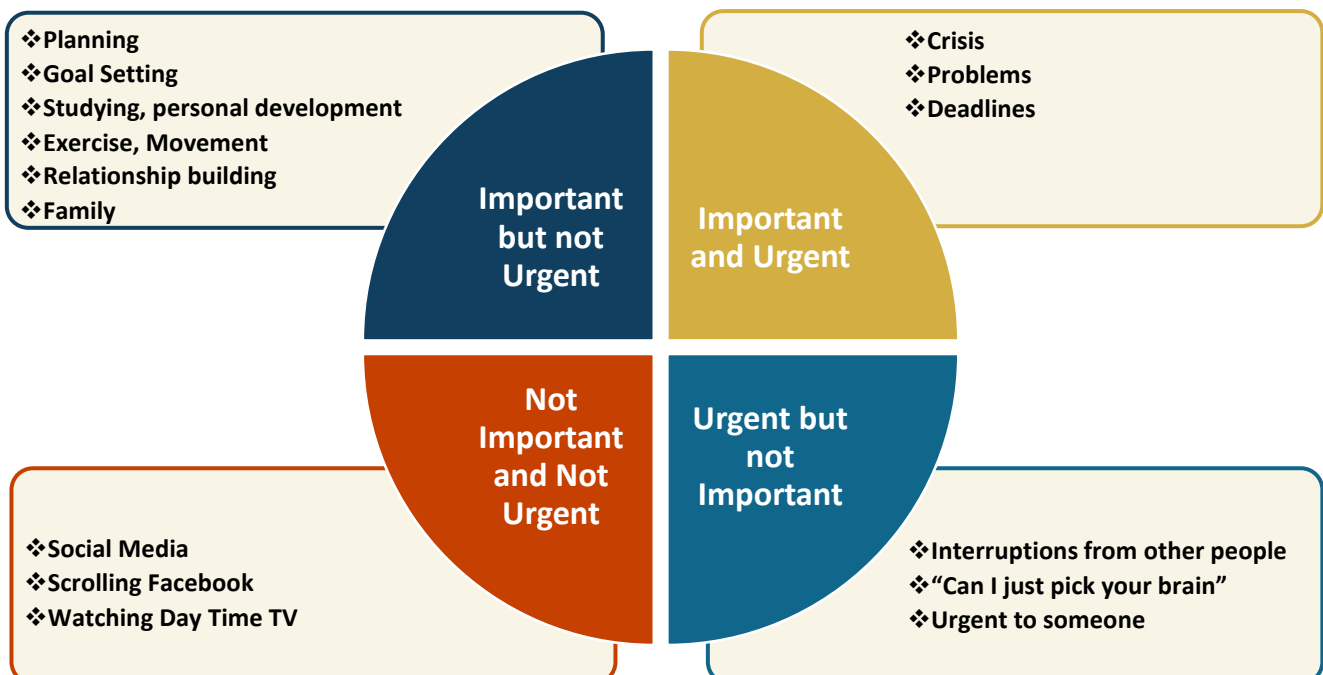 ❖Planning
❖Goal Setting
❖Studying, personal development
❖Exercise, Movement
❖Relationship building
❖Family
❖Crisis
❖Problems
❖Deadlines
Important
but not
Urgent
Important
and Urgent
Not
Important
and Not
Urgent
Urgent but
not
Important
❖Social Media
❖Scrolling Facebook
❖Watching Day Time TV
❖Interruptions from other people
❖“Can I just pick your brain”
❖Urgent to someone